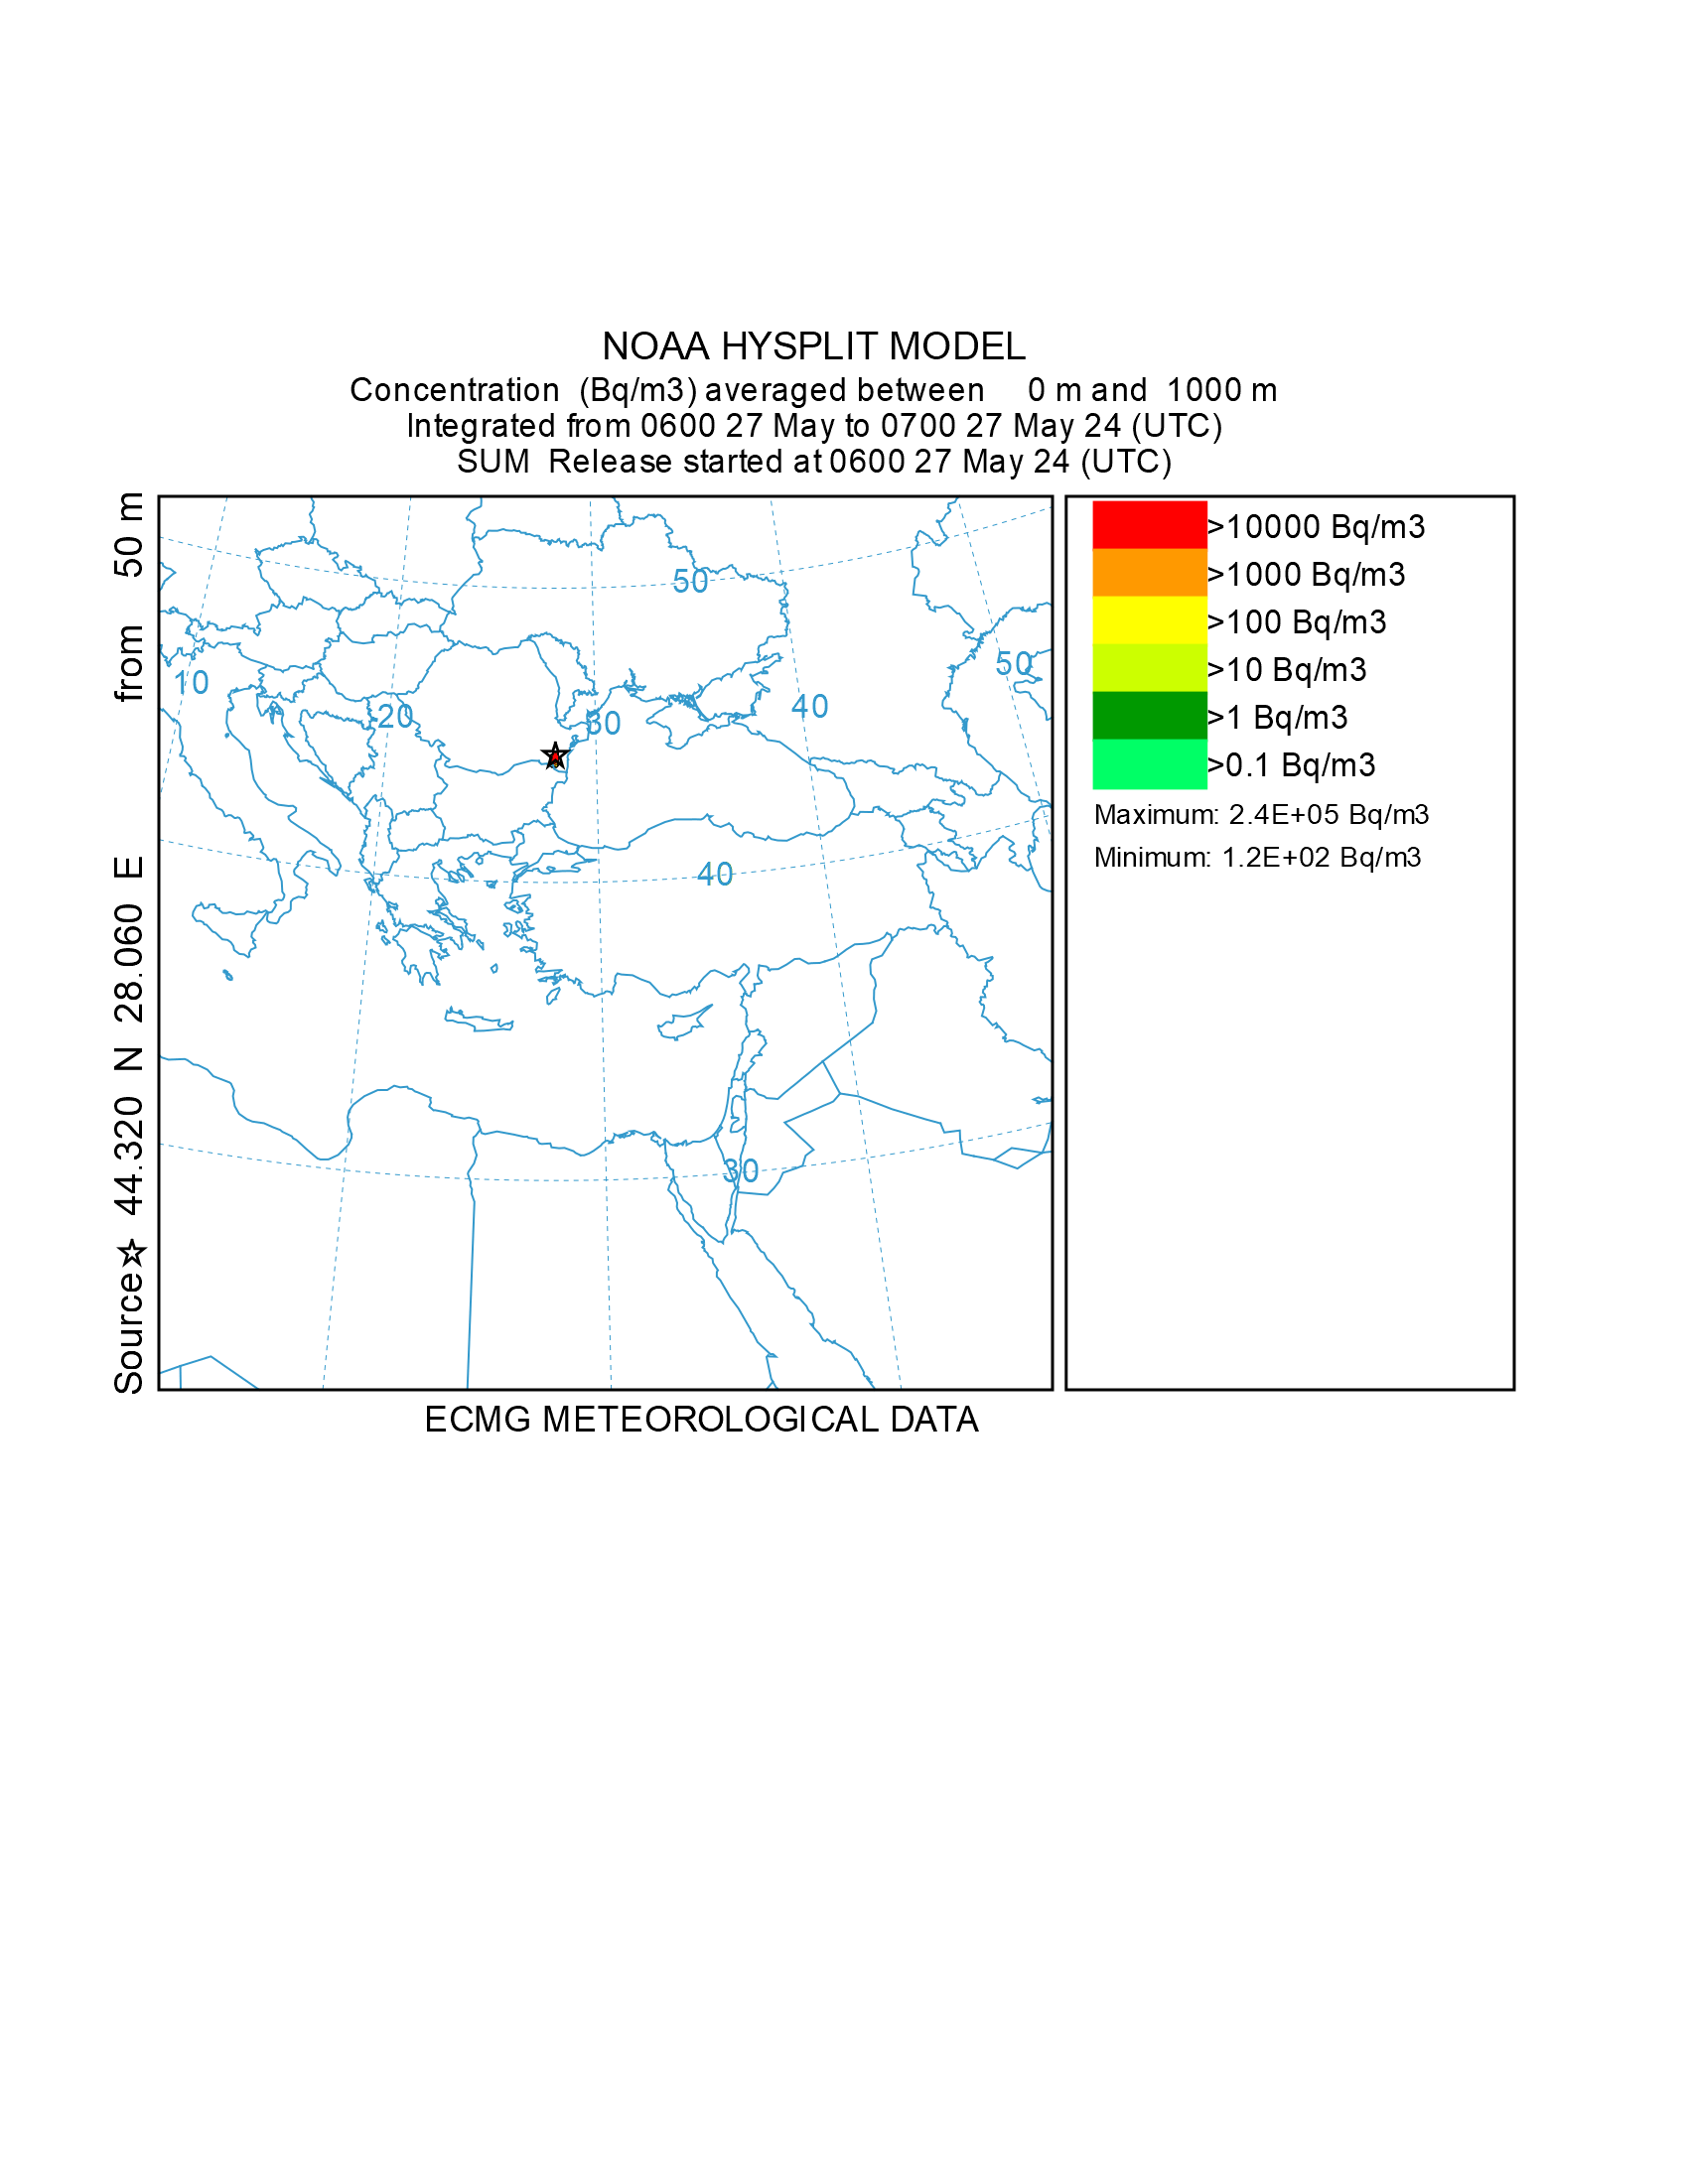 NOAA HYSPLIT MODEL
Concentration (Bq/m3) averaged between 0 m and 1000 m
Integrated from 0600 27 May to 0700 27 May 24 (UTC)
SUM Release started at 0600 27 May 24 (UTC)
Source☆ 44.320 N 28.060 E from 50 m
50
10
50
20
40
30
40
30
>10000 Bq/m3
>1000 Bq/m3
>100 Bq/m3
>10 Bq/m3
>1 Bq/m3
>0.1 Bq/m3
Maximum: 2.4E+05 Bq/m3
Minimum: 1.2E+02 Bq/m3
ECMG METEOROLOGICAL DATA